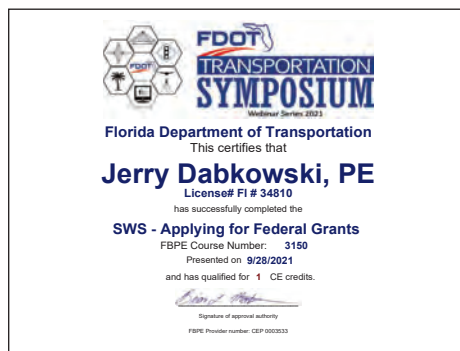 FDOT
FDOT
TRANSPORTATION
SYMPOSIUM
Webinar Series 2021
Florida Department of Transportation
This certifies that
Jerry Dabkowski, PE
License# Fl # 34810
has successfully completed the
SWS - Applying for Federal Grants
FBPE Course Number: 3150
Presented on 9/28/2021
and has qualified for 1 CE credits.
Signature of approval authority
FBPE Provider number: CEP 0003533